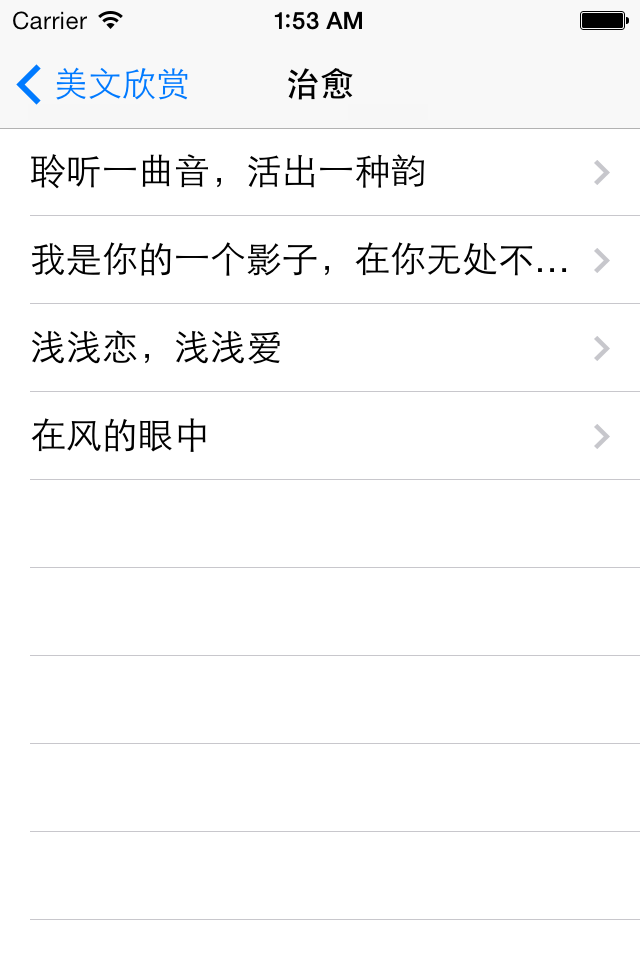 Carrier 1:53 AM
美文欣赏 治愈
聆听一曲音，活出一种韵
我是你的一个影子，在你无处不...
浅浅恋，浅浅爱
在风的眼中